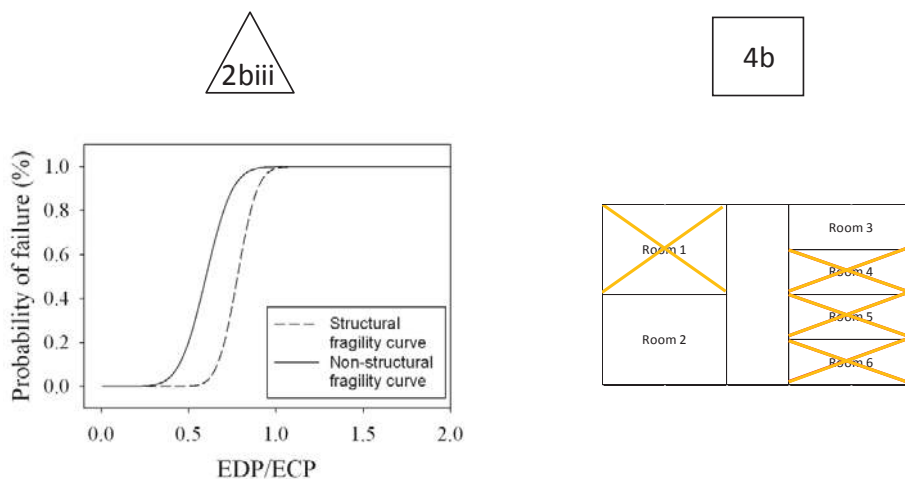 2biii
4b
Probability of failure (%)
1.0
0.8
0.6
0.4
0.2
0.0
Structural
fragility curve
Non-structural
fragility curve
0.0 0.5 1.0 1.5 2.0
EDP/ECP
Room 1
Room 2
Room 3
Room 4
Room 5
Room 6